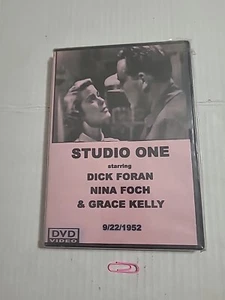 STUDIO ONE
starring
DICK FORAN
NINA FOCH
& GRACE KELLY
9/22/1952
DVD
VIDEO